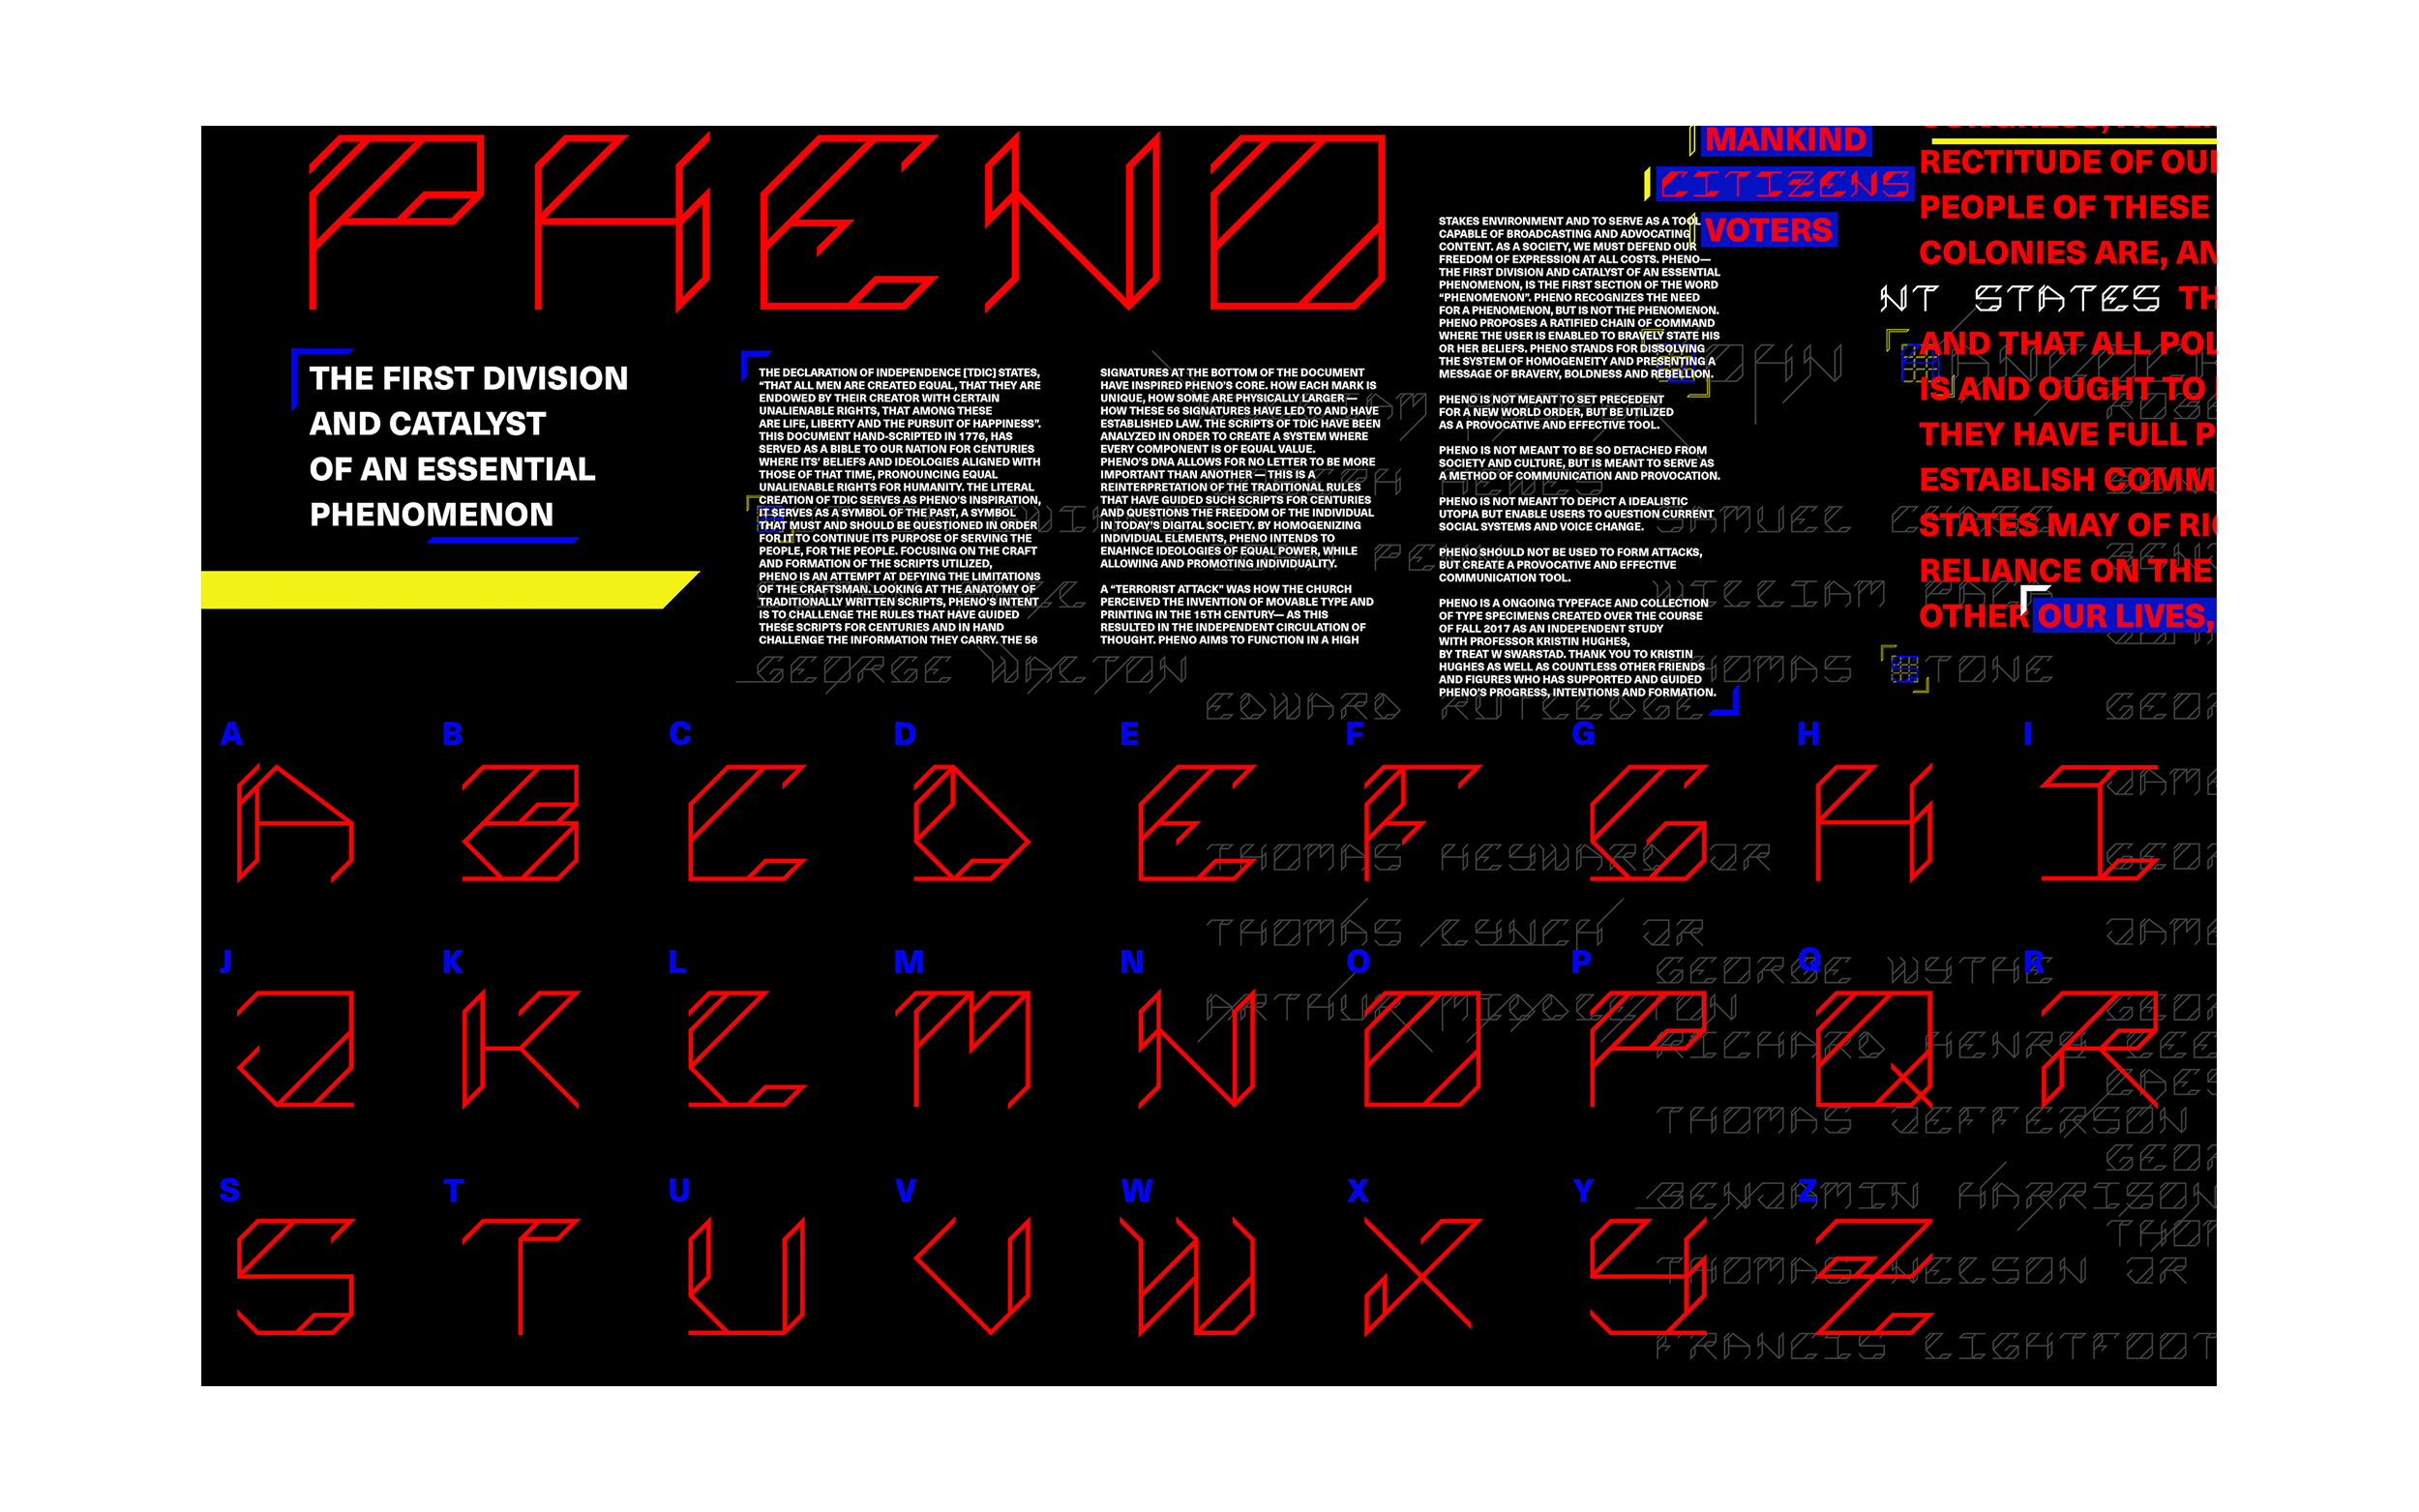 PHENO
THE FIRST DIVISION
AND CATALYST
OF AN ESSENTIAL
PHENOMENON
THE DECLARATION OF INDEPENDENCE [TDIC] STATES,
“THAT ALL MEN ARE CREATED EQUAL, THAT THEY ARE
ENDOWED BY THEIR CREATOR WITH CERTAIN
UNALIENABLE RIGHTS, THAT AMONG THESE
ARE LIFE, LIBERTY AND THE PURSUIT OF HAPPINESS”.
THIS DOCUMENT HAND-SCRIPTED IN 1776, HAS
SERVED AS A BIBLE TO OUR NATION FOR CENTURIES
WHERE ITS' BELIEFS AND IDEOLOGIES ALIGNED WITH
THOSE OF THAT TIME, PRONOUNCING EQUAL
UNALIENABLE RIGHTS FOR HUMANITY. THE LITERAL
CREATION OF TDIC SERVES AS PHENO'S INSPIRATION,
IT SERVES AS A SYMBOL OF THE PAST, A SYMBOL
THAT MUST AND SHOULD BE QUESTIONED IN ORDER
FOR IT TO CONTINUE ITS PURPOSE OF SERVING THE
PEOPLE, FOR THE PEOPLE. FOCUSING ON THE CRAFT
AND FORMATION OF THE SCRIPTS UTILIZED,
PHENO IS AN ATTEMPT AT DEFYING THE LIMITATIONS
OF THE CRAFTSMAN. LOOKING AT THE ANATOMY OF
TRADITIONALLY WRITTEN SCRIPTS, PHENO'S INTENT
IS TO CHALLENGE THE RULES THAT HAVE GUIDED
THESE SCRIPTS FOR CENTURIES AND IN HAND
CHALLENGE THE INFORMATION THEY CARRY. THE 56
SIGNATURES AT THE BOTTOM OF THE DOCUMENT
HAVE INSPIRED PHENO'S CORE. HOW EACH MARK IS
UNIQUE, HOW SOME ARE PHYSICALLY LARGER —
HOW THESE 56 SIGNATURES HAVE LED TO AND HAVE
ESTABLISHED LAW. THE SCRIPTS OF TDIC HAVE BEEN
ANALYZED IN ORDER TO CREATE A SYSTEM WHERE
EVERY COMPONENT IS OF EQUAL VALUE.
PHENO'S DNA ALLOWS FOR NO LETTER TO BE MORE
IMPORTANT THAN ANOTHER — THIS IS A
REINTERPRETATION OF THE TRADITIONAL RULES
THAT HAVE GUIDED SUCH SCRIPTS FOR CENTURIES
AND QUESTIONS THE FREEDOM OF THE INDIVIDUAL
IN TODAY'S DIGITAL SOCIETY. BY HOMOGENIZING
INDIVIDUAL ELEMENTS, PHENO INTENDS TO
ENAHNCE IDEOLOGIES OF EQUAL POWER, WHILE
ALLOWING AND PROMOTING INDIVIDUALITY.
A “TERRORIST ATTACK” WAS HOW THE CHURCH
PERCEIVED THE INVENTION OF MOVABLE TYPE AND
PRINTING IN THE 15TH CENTURY— AS THIS
RESULTED IN THE INDEPENDENT CIRCULATION OF
THOUGHT. PHENO AIMS TO FUNCTION IN A HIGH
STAKES ENVIRONMENT AND TO SERVE AS A TOOL
CAPABLE OF BROADCASTING AND ADVOCATING
CONTENT. AS A SOCIETY, WE MUST DEFEND OUR
FREEDOM OF EXPRESSION AT ALL COSTS. PHENO—
THE FIRST DIVISION AND CATALYST OF AN ESSENTIAL
PHENOMENON, IS THE FIRST SECTION OF THE WORD
“PHENOMENON”. PHENO RECOGNIZES THE NEED
FOR A PHENOMENON, BUT IS NOT THE PHENOMENON.
PHENO PROPOSES A RATIFIED CHAIN OF COMMAND
WHERE THE USER IS ENABLED TO BRAVELY STATE HIS
OR HER BELIEFS. PHENO STANDS FOR DISSOLVING
THE SYSTEM OF HOMOGENEITY AND PRESENTING A
MESSAGE OF BRAVERY, BOLDNESS AND REBELLION.
PHENO IS NOT MEANT TO SET PRECEDENT
FOR A NEW WORLD ORDER, BUT BE UTILIZED
AS A PROVOCATIVE AND EFFECTIVE TOOL.
PHENO IS NOT MEANT TO BE SO DETACHED FROM
SOCIETY AND CULTURE, BUT IS MEANT TO SERVE AS
A METHOD OF COMMUNICATION AND PROVOCATION.
PHENO IS NOT MEANT TO DEPICT A IDEALISTIC
UTOPIA BUT ENABLE USERS TO QUESTION CURRENT
SOCIAL SYSTEMS AND VOICE CHANGE.
PHENO SHOULD NOT BE USED TO FORM ATTACKS,
BUT CREATE A PROVOCATIVE AND EFFECTIVE
COMMUNICATION TOOL.
PHENO IS A ONGOING TYPEFACE AND COLLECTION
OF TYPE SPECIMENS CREATED OVER THE COURSE
OF FALL 2017 AS AN INDEPENDENT STUDY
WITH PROFESSOR KRISTIN HUGHES,
BY TREAT W SWARSTAD. THANK YOU TO KRISTIN
HUGHES AS WELL AS COUNTLESS OTHER FRIENDS
AND FIGURES WHO HAS SUPPORTED AND GUIDED
PHENO'S PROGRESS, INTENTIONS AND FORMATION.
MANKIND
CITIZENS
VOTERS
RECTITUDE OF OU
PEOPLE OF THESE
COLONIES ARE, AN
NT STATES TH
AND THAT ALL POL
IS AND OUGHT TO
THEY HAVE FULL P
ESTABLISH COMM
STATES MAY OF RI
RELIANCE ON THE
OTHER OUR LIVES,
SAMUEL CHASE
WILLIAM PACA
THOMAS STONE
GEORGE WALTON
EDWARD RUTLEDGE
THOMAS HEYWARD JR
THOMAS LYNCH JR
ARTHUR MIDDLETON
GEORGE WYTHE
RICHARD HENRY LEE
THOMAS JEFFERSON
BENJAMIN HARRISON
THOMAS NELSON JR
FRANCIS LIGHTFOOT
A B C D E F G H I
A B C D E F G H I
J K L M N O P Q R
J K L M N O P Q R
S T U V W X Y Z
S T U V W X Y Z